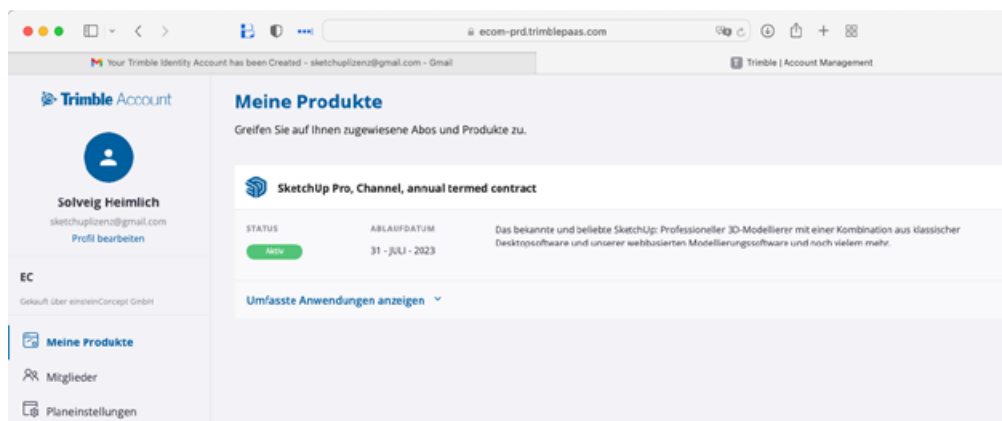 ecom-prd.trimblepaas.com
Your Trimble Identity Account has been Created - sketchuplizenz@gmail.com - Gmail
Trimble | Account Management
Trimble Account
Solveig Heimlich
sketchuplizenz@gmail.com
Profil bearbeiten
EC
Gekauft über einsteinConcept GmbH
Meine Produkte
Mitglieder
Planeinstellungen
Meine Produkte
Greifen Sie auf Ihnen zugewiesene Abos und Produkte zu.
SketchUp Pro, Channel, annual termed contract
STATUS
Aktiv
ABLAUFDATUM
31 - JULI - 2023
Das bekannte und beliebte SketchUp: Professioneller 3D-Modellierer mit einer Kombination aus klassischer
Desktopsoftware und unserer webbasierten Modellierungssoftware und noch vielem mehr.
Umfasste Anwendungen anzeigen